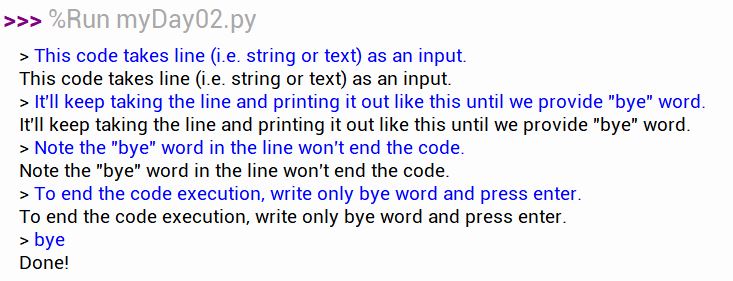 >>> %Run myDay02.py
> This code takes line (i.e. string or text) as an input.
This code takes line (i.e. string or text) as an input.
> It'll keep taking the line and printing it out like this until we provide "bye" word.
It'll keep taking the line and printing it out like this until we provide "bye" word.
> Note the "bye" word in the line won't end the code.
Note the "bye" word in the line won't end the code.
> To end the code execution, write only bye word and press enter.
To end the code execution, write only bye word and press enter.
> bye
Done!